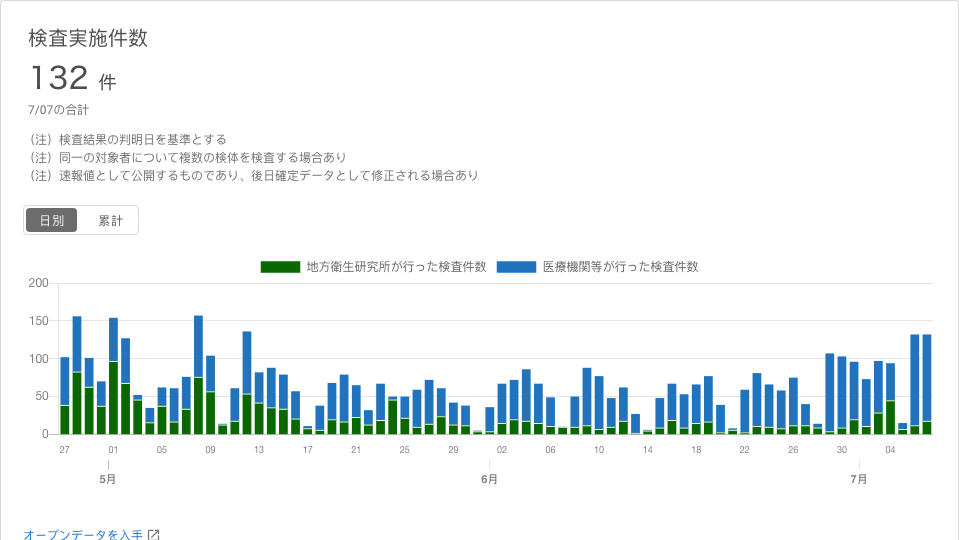 検査実施件数
132 件
7/07の合計
（注）検査結果の判明日を基準とする
（注）同一の対象者について複数の検体を検査する場合あり
（注）速報値として公開するものであり、後日確定データとして修正される場合あり
日別 累計
地方衛生研究所が行った検査件数 医療機関等が行った検査件数
200
150
100
50
0
27 01 05 09 13 17 21 25 29 02 06 10 14 18 22 26 30 04
5月 6月 7月
オープンデータを入手